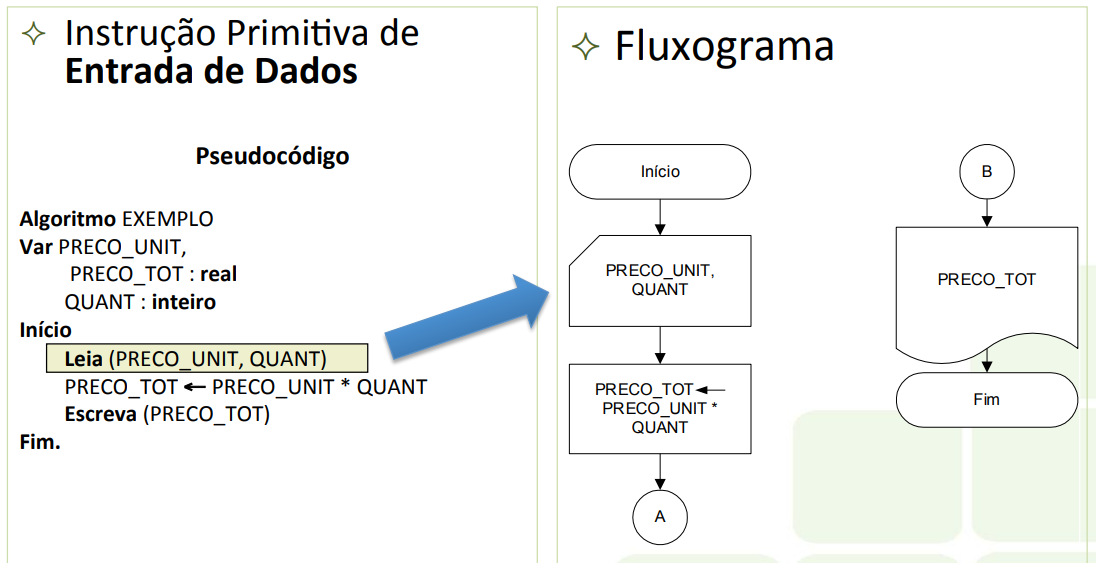 Instrução Primitiva de
Entrada de Dados
Pseudocódigo
Algoritmo EXEMPLO
Var PRECO_UNIT,
PRECO_TOT : real
QUANT : inteiro
Início
Leia (PRECO_UNIT, QUANT)
PRECO_TOT ← PRECO_UNIT * QUANT
Escreva (PRECO_TOT)
Fim.
Fluxograma
Início
PRECO_UNIT,
QUANT
PRECO_TOT ←
PRECO_UNIT *
QUANT
A
B
PRECO_TOT
Fim